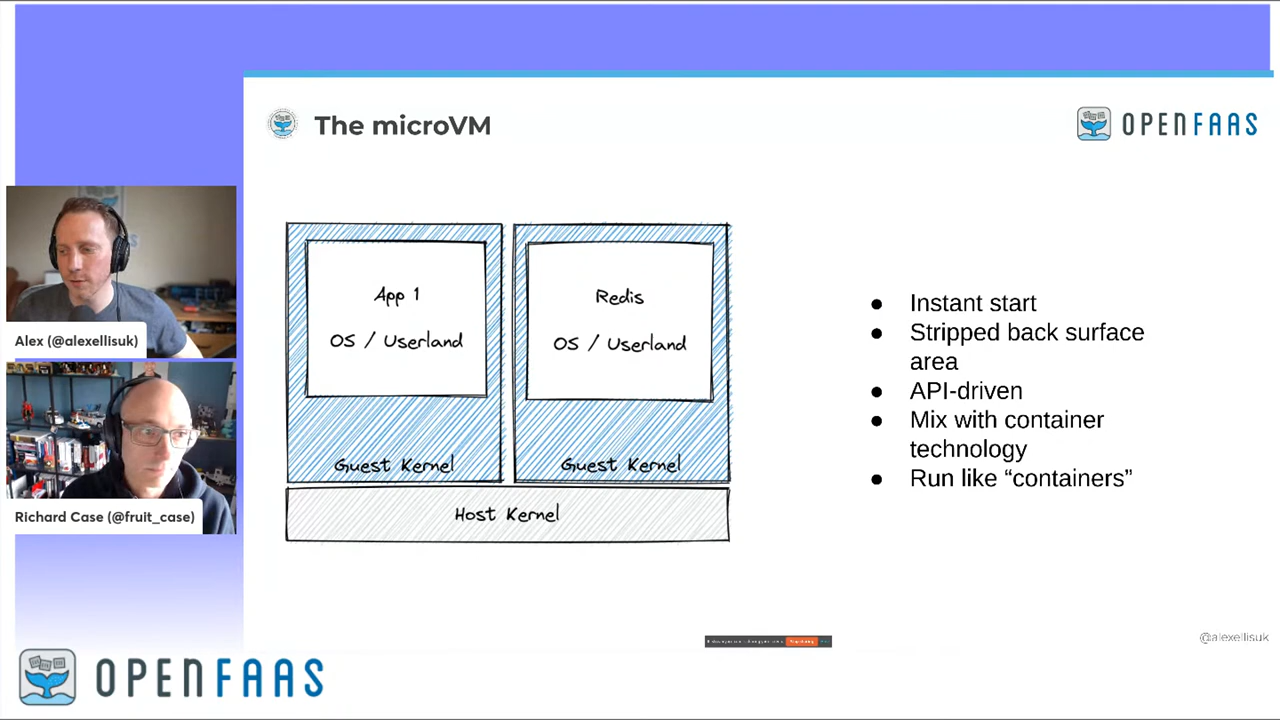 The microVM
OPENFAAS
App 1
OS / Userland
Guest Kernel
Redis
OS / Userland
Guest Kernel
Host Kernel
● Instant start
● Stripped back surface
area
● API-driven
● Mix with container
technology
● Run like “containers”
Alex (@alexellisuk)
Richard Case (@fruit_case)
@alexellisuk
OPENFAAS